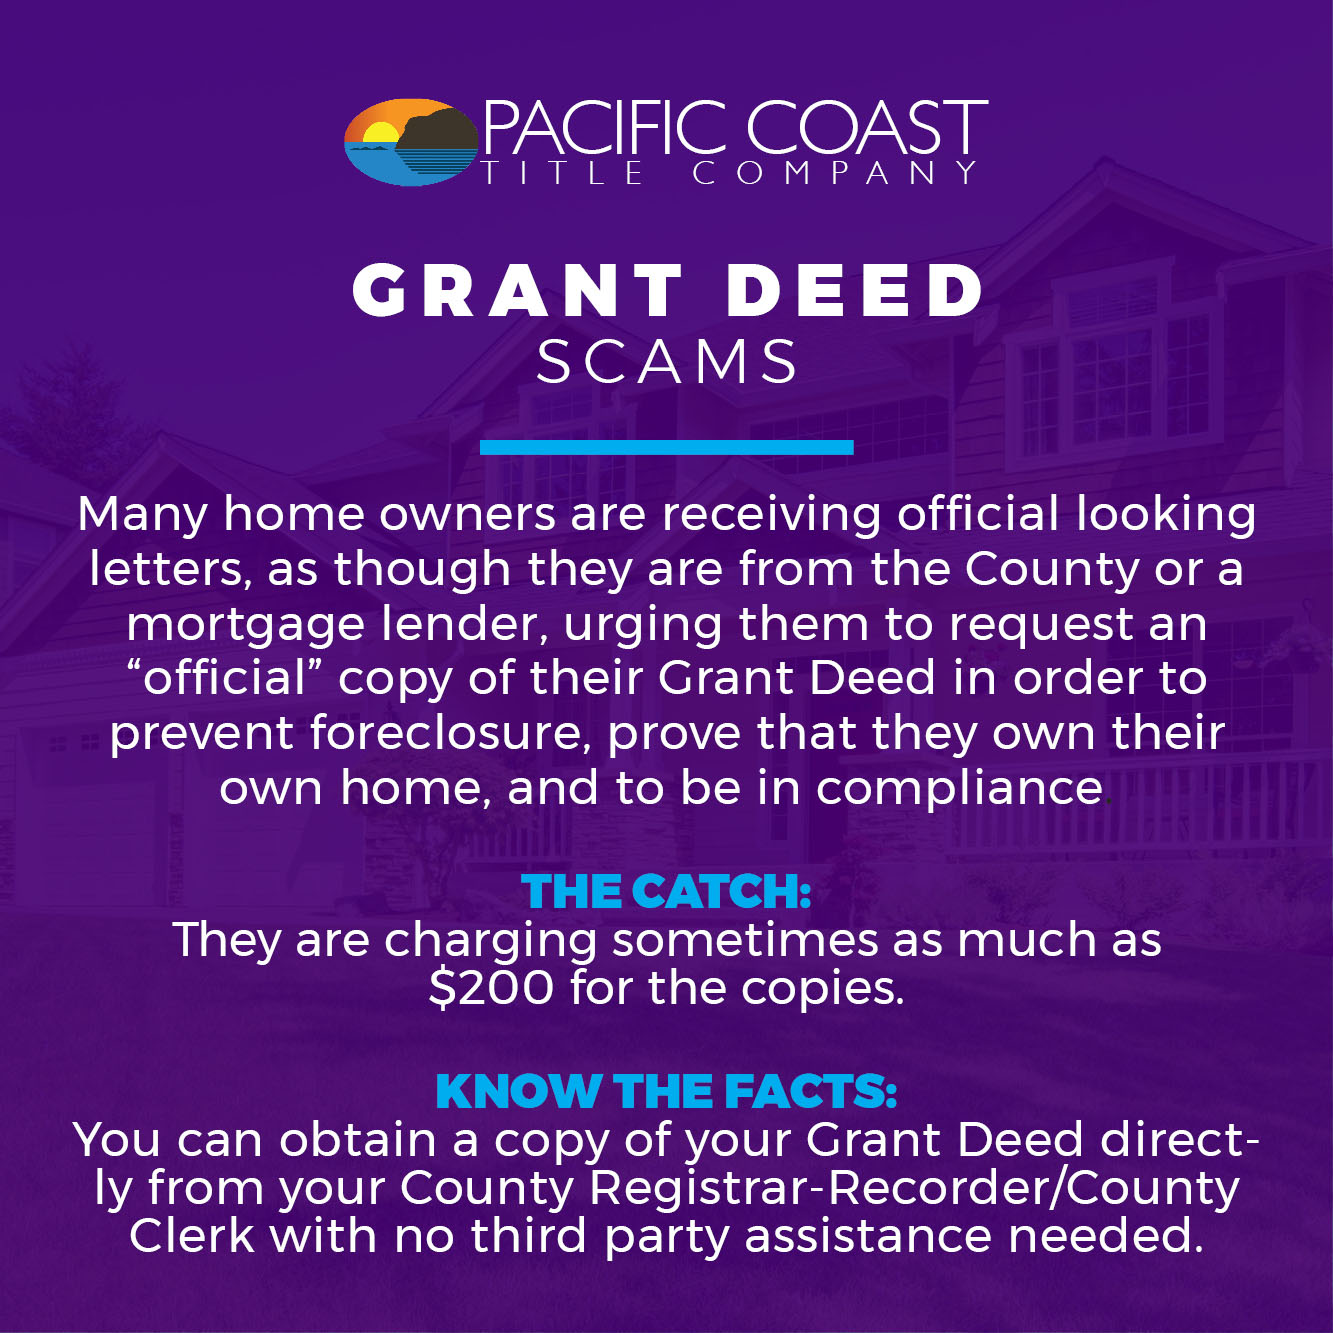 PACIFIC COAST
TITLE COMPANY
GRANT DEED
SCAMS
Many home owners are receiving official looking
letters, as though they are from the County or a
mortgage lender, urging them to request an
“official” copy of their Grant Deed in order to
prevent foreclosure, prove that they own their
own home, and to be in compliance.
THE CATCH:
They are charging sometimes as much as
$200 for the copies.
KNOW THE FACTS:
You can obtain a copy of your Grant Deed direct-
ly from your County Registrar-Recorder/County
Clerk with no third party assistance needed.